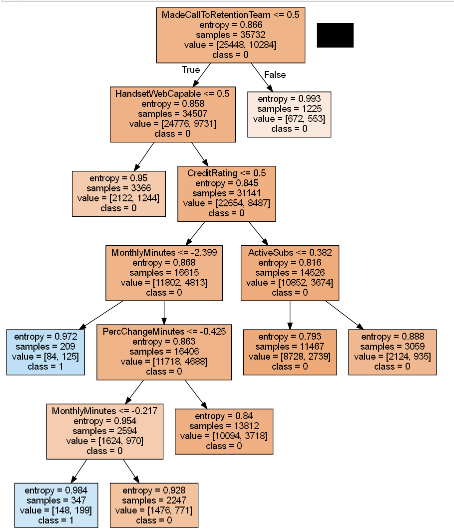 MadeCallToRetentionTeam <= 0.5
entropy = 0.866
samples = 35732
value = [25448, 10284]
class = 0
True
False
HandsetWebCapable <= 0.5
entropy = 0.858
samples = 34507
value = [24776, 9731]
class = 0
entropy = 0.993
samples = 1225
value = [672, 553]
class = 0
entropy = 0.95
samples = 3366
value = [2122, 1244]
class = 0
CreditRating <= 0.5
entropy = 0.845
samples = 31141
value = [22654, 8487]
class = 0
MonthlyMinutes <= -2.399
entropy = 0.868
samples = 16615
value = [11802, 4813]
class = 0
ActiveSubs <= 0.382
entropy = 0.816
samples = 14526
value = [10852, 3674]
class = 0
entropy = 0.972
samples = 209
value = [84, 125]
class = 1
PercChangeMinutes <= -0.425
entropy = 0.863
samples = 16406
value = [11718, 4688]
class = 0
entropy = 0.793
samples = 11467
value = [8728, 2739]
class = 0
entropy = 0.888
samples = 3059
value = [2124, 935]
class = 0
MonthlyMinutes <= -0.217
entropy = 0.954
samples = 2594
value = [1624, 970]
class = 0
entropy = 0.84
samples = 13812
value = [10094, 3718]
class = 0
entropy = 0.984
samples = 347
value = [148, 199]
class = 1
entropy = 0.928
samples = 2247
value = [1476, 771]
class = 0